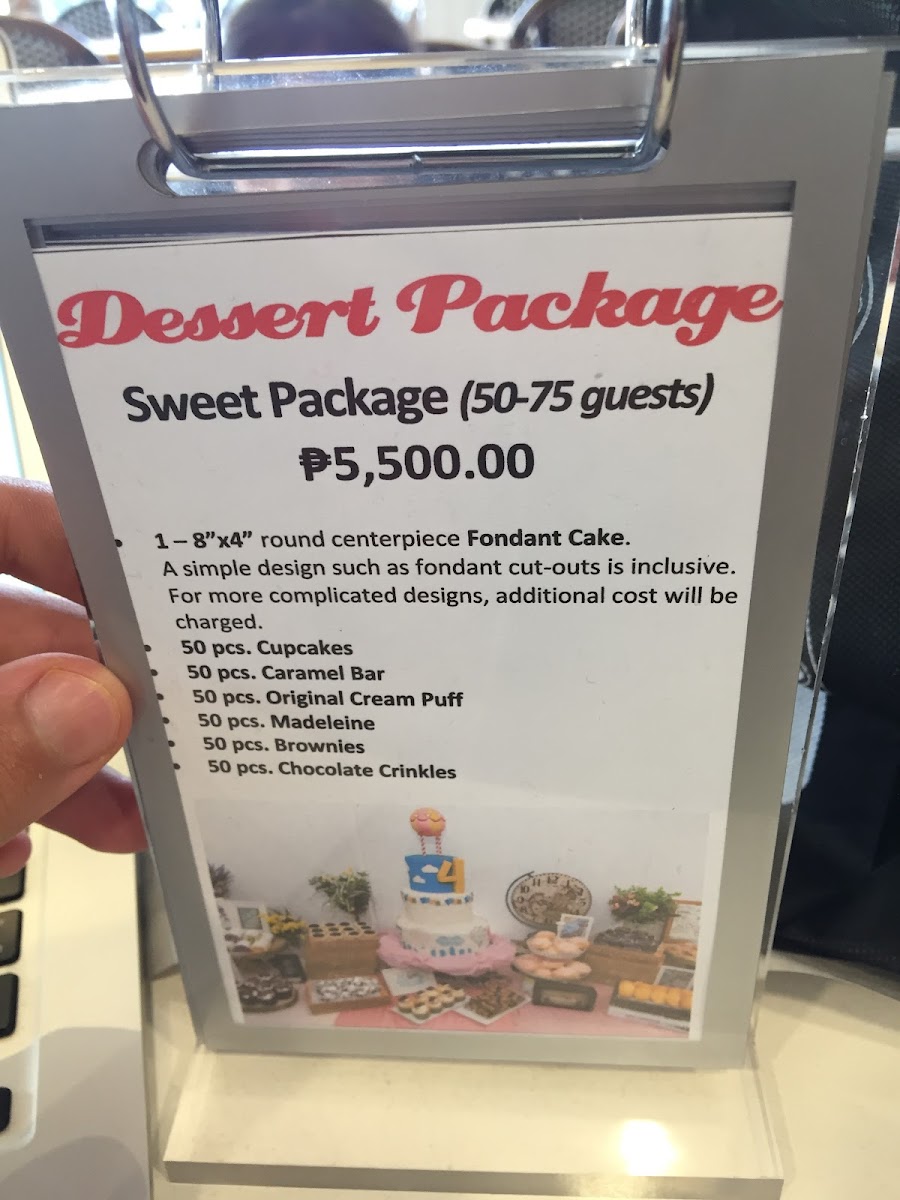 Dessert Package
Sweet Package (50-75 guests)
₱5,500.00
• 1 – 8”x4” round centerpiece Fondant Cake.
A simple design such as fondant cut-outs is inclusive.
For more complicated designs, additional cost will be
charged.
• 50 pcs. Cupcakes
• 50 pcs. Caramel Bar
• 50 pcs. Original Cream Puff
• 50 pcs. Madeleine
• 50 pcs. Brownies
• 50 pcs. Chocolate Crinkles
4